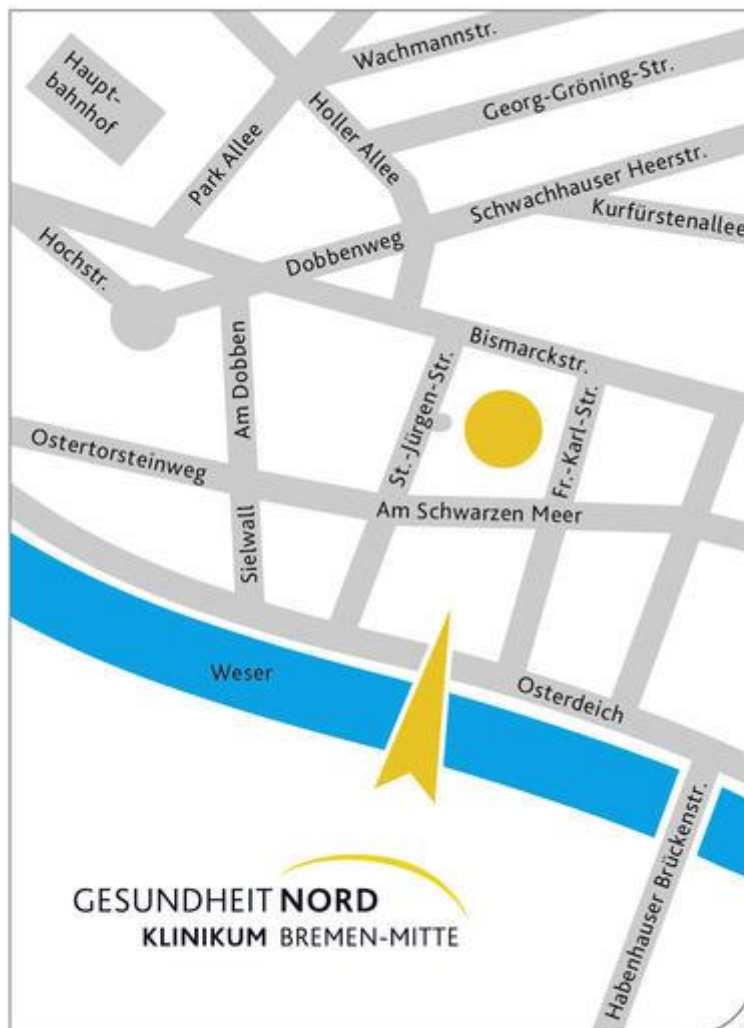 Wachmannstr.
Haupt-
bahnhof
Georg-Gröning-Str.
Holler Allee
Park Allee
Schwachhauser Heerstr.
Kurfürstenallee
Hochstr.
Dobbenweg
Am Dobben
Bismarckstr.
St.-Jürgen-Str.
Fr.-Karl-Str.
Ostertorsteinweg
Am Schwarzen Meer
Sielwall
Weser
Osterdeich
Habenhauser Brückenstr.
GESUNDHEIT NORD
KLINIKUM BREMEN-MITTE